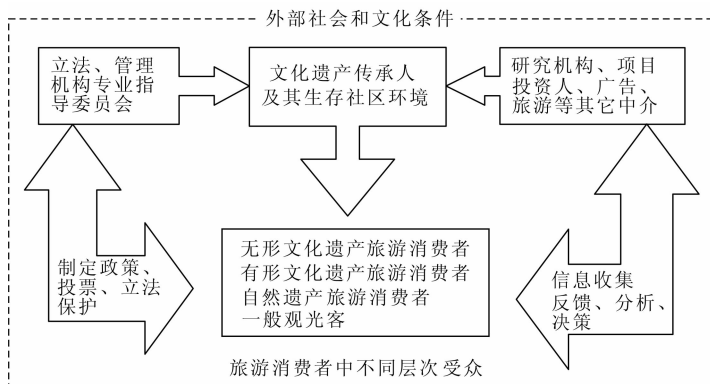 外部社会和文化条件
立法、管理
机构专业指
导委员会
文化遗产传承人
及其生存社区环境
研究机构、项目
投资人、广告、
旅游等其它中介
制定政策、
投票、立法
保护
无形文化遗产旅游消费者
有形文化遗产旅游消费者
自然遗产旅游消费者
一般观光客
信息收集
反馈、分析、
决策
旅游消费者中不同层次受众